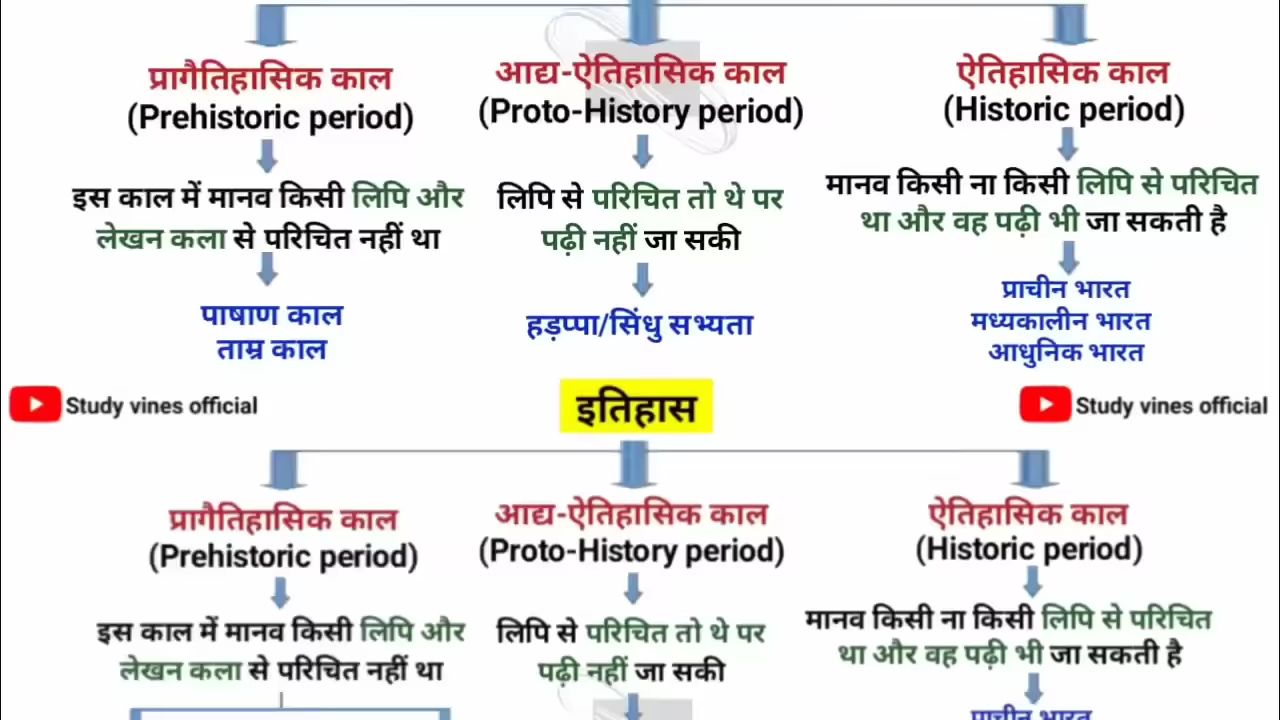 प्रागैतिहासिक काल
(Prehistoric period)
इस काल में मानव किसी लिपि और
लेखन कला से परिचित नहीं था
पाषाण काल
ताम्र काल
आद्य-ऐतिहासिक काल
(Proto-History period)
लिपि से परिचित तो थे पर
पढ़ी नहीं जा सकी
हड़प्पा/सिंधु सभ्यता
ऐतिहासिक काल
(Historic period)
मानव किसी ना किसी लिपि से परिचित
था और वह पढ़ी भी जा सकती है
प्राचीन भारत
मध्यकालीन भारत
आधुनिक भारत
Study vines official
इतिहास
Study vines official
प्रागैतिहासिक काल
(Prehistoric period)
इस काल में मानव किसी लिपि और
लेखन कला से परिचित नहीं था
आद्य-ऐतिहासिक काल
(Proto-History period)
लिपि से परिचित तो थे पर
पढ़ी नहीं जा सकी
ऐतिहासिक काल
(Historic period)
मानव किसी ना किसी लिपि से परिचित
था और वह पढ़ी भी जा सकती है
प्राचीन भारत